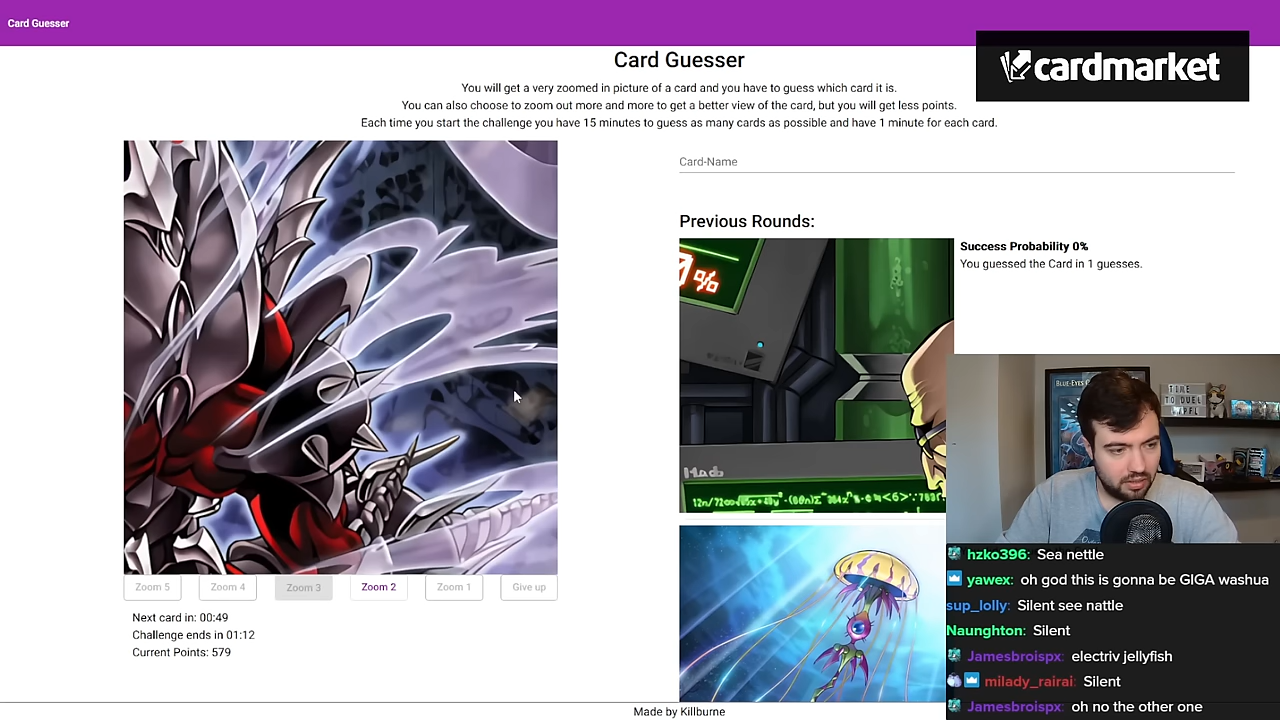 Card Guesser
cardmarket
Card Guesser
You will get a very zoomed in picture of a card and you have to guess which card it is.
You can also choose to zoom out more and more to get a better view of the card, but you will get less points.
Each time you start the challenge you have 15 minutes to guess as many cards as possible and have 1 minute for each card.
Card-Name
Previous Rounds:
Success Probability 0%
You guessed the Card in 1 guesses.
%
Zoom 5
Zoom 4
Zoom 3
Zoom 2
Zoom 1
Give up
Next card in: 00:49
Challenge ends in 01:12
Current Points: 579
BLUE-EYES
TIME
TO DUEL
hzko396: Sea nettle
yawex: oh god this is gonna be GIGA washua
sup_lolly: Silent see nattle
Naunghton: Silent
Jamesbroispx: electriv jellyfish
milady_rairai: Silent
Jamesbroispx: oh no the other one
Made by Killburne